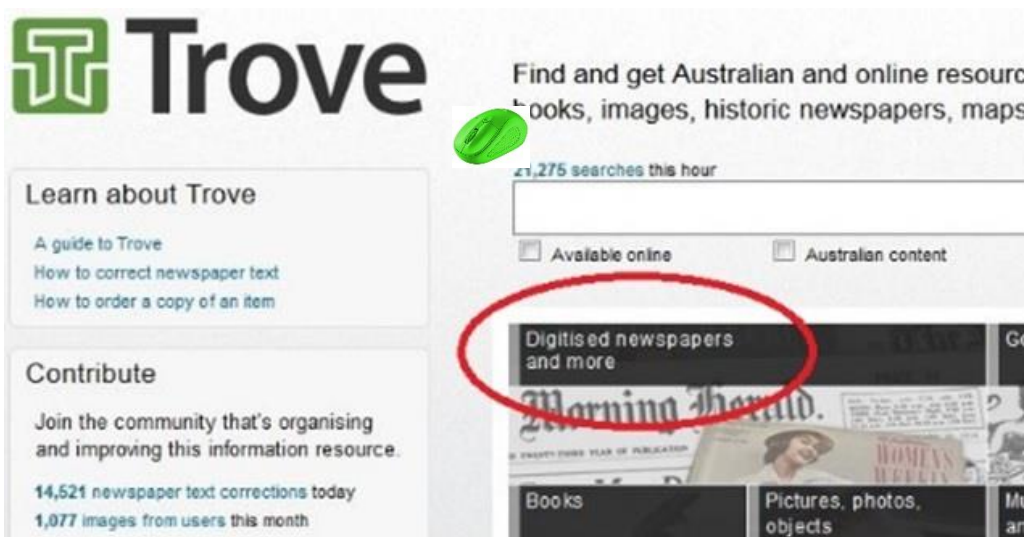 Trove
Find and get Australian and online
books, images, historic newspapers, maps
21,275 searches this hour
Available online
Australian content
Learn about Trove
A guide to Trove
How to correct newspaper text
How to order a copy of an item
Contribute
Join the community that's organising
and improving this information resource.
14,521 newspaper text corrections today
1,077 images from users this month
Digitised newspapers
and more
Morning Herald.
WOMEN'S
WEEKLY
Books
Pictures, photos,
objects